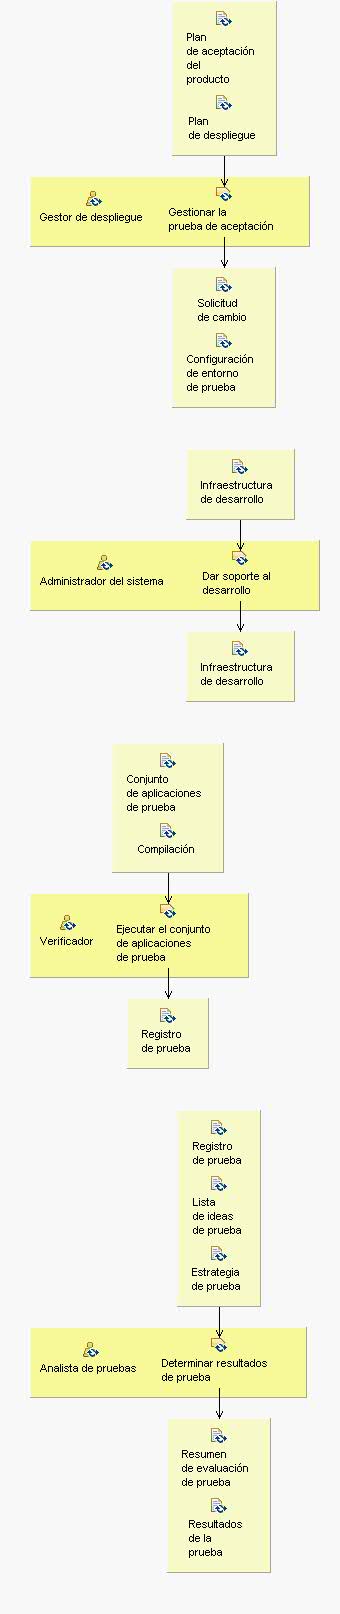 Plan
de aceptación
del
producto
Plan
de despliegue
Gestor de despliegue
Gestionar la
prueba de aceptación
Solicitud
de cambio
Configuración
de entorno
de prueba
Infraestructura
de desarrollo
Administrador del sistema
Dar soporte al
desarrollo
Infraestructura
de desarrollo
Conjunto
de aplicaciones
de prueba
Compilación
Verificador
Ejecutar el conjunto
de aplicaciones
de prueba
Registro
de prueba
Registro
de prueba
Lista
de ideas
de prueba
Estrategia
de prueba
Analista de pruebas
Determinar resultados
de prueba
Resumen
de evaluación
de prueba
Resultados
de la
prueba